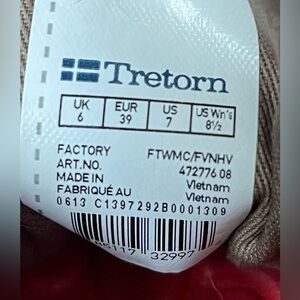 Tretorn
UK EUR US US Wn's
6 39 7 8½
FACTORY FTWMC/FVNHV
ART.NO. 472776 08
MADE IN Vietnam
FABRIQUÉ AU Vietnam
0613 C1397292B0001309
32997